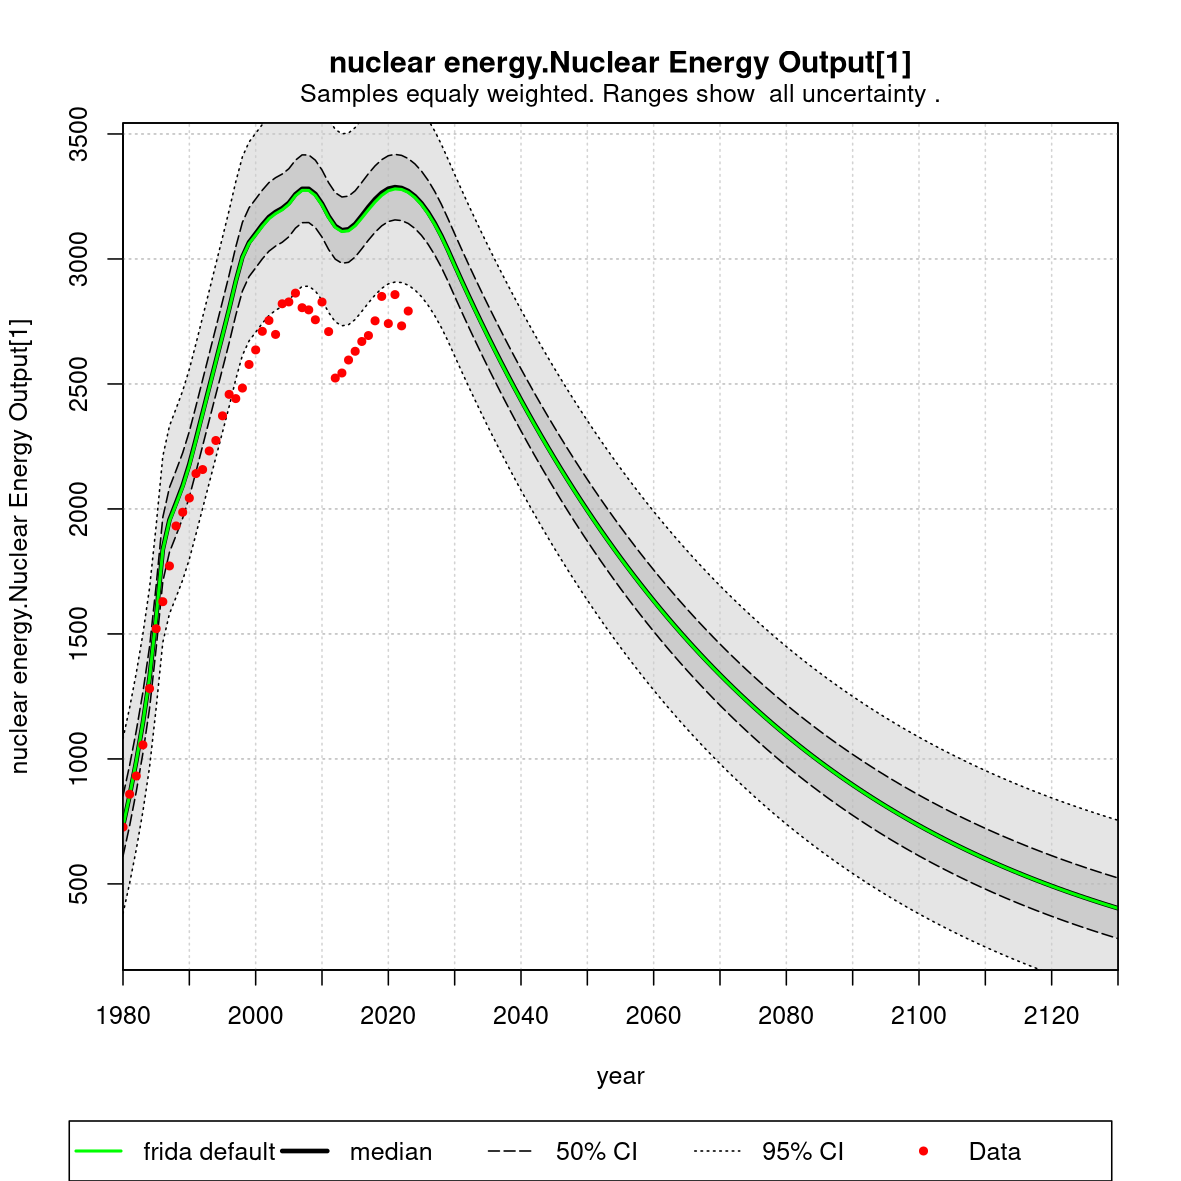 nuclear energy.Nuclear Energy Output[1]
Samples equaly weighted. Ranges show  all uncertainty .
nuclear energy.Nuclear Energy Output[1]
3500
3000
2500
2000
1500
1000
500
1980 2000 2020 2040 2060 2080 2100 2120
year
frida default median 50% CI 95% CI Data